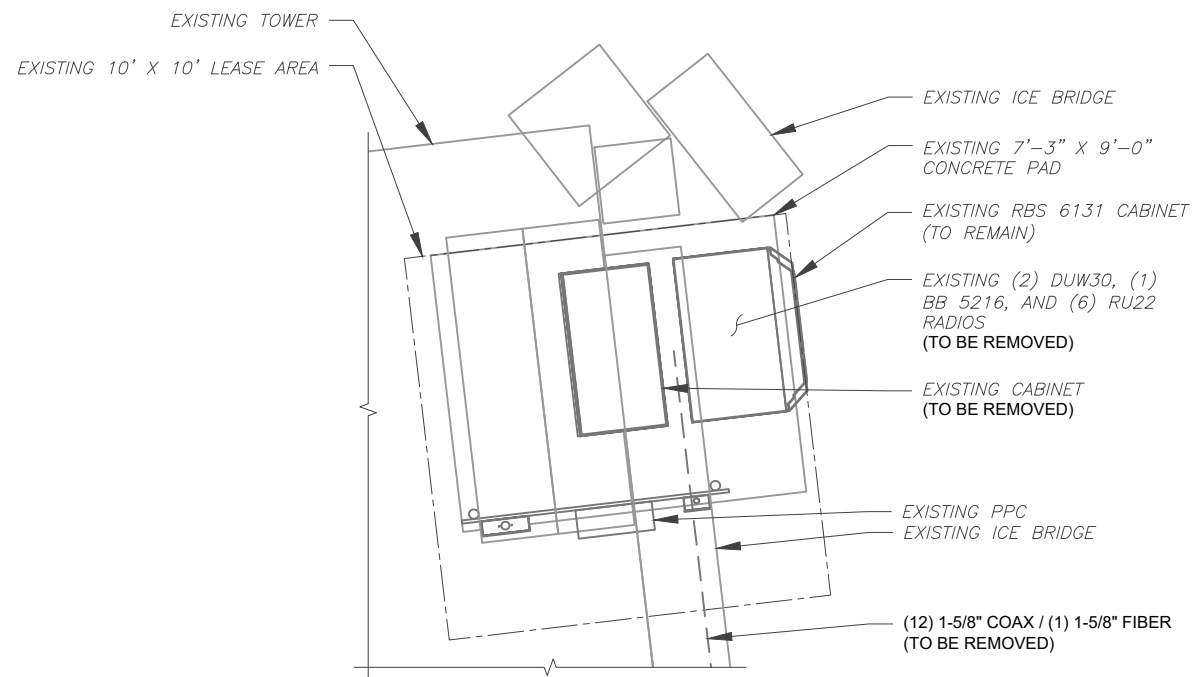 EXISTING TOWER
EXISTING 10' X 10' LEASE AREA
EXISTING ICE BRIDGE
EXISTING 7'-3" X 9'-0"
CONCRETE PAD
EXISTING RBS 6131 CABINET
(TO REMAIN)
EXISTING (2) DUW30, (1)
BB 5216, AND (6) RU22
RADIOS
(TO BE REMOVED)
EXISTING CABINET
(TO BE REMOVED)
EXISTING PPC
EXISTING ICE BRIDGE
(12) 1-5/8" COAX / (1) 1-5/8" FIBER
(TO BE REMOVED)